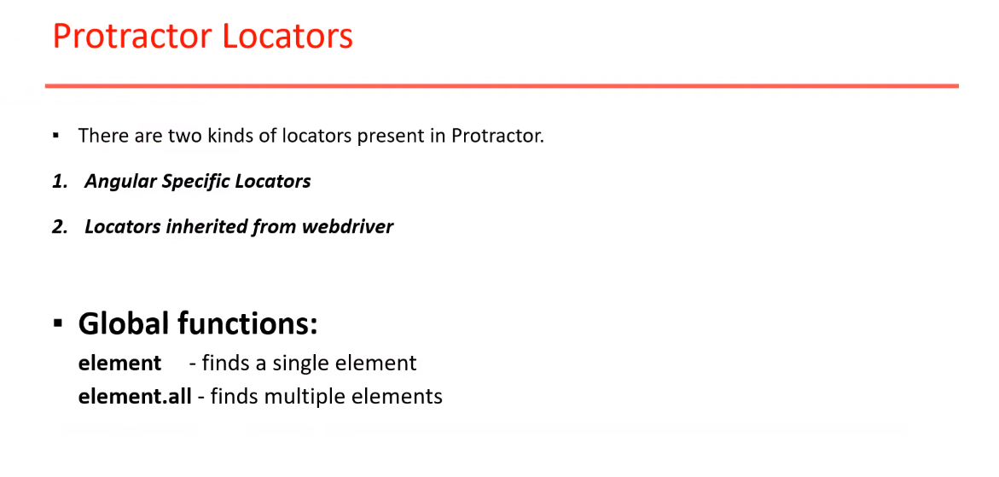 Protractor Locators
▪ There are two kinds of locators present in Protractor.
1. Angular Specific Locators
2. Locators inherited from webdriver
▪ Global functions:
element - finds a single element
element.all - finds multiple elements